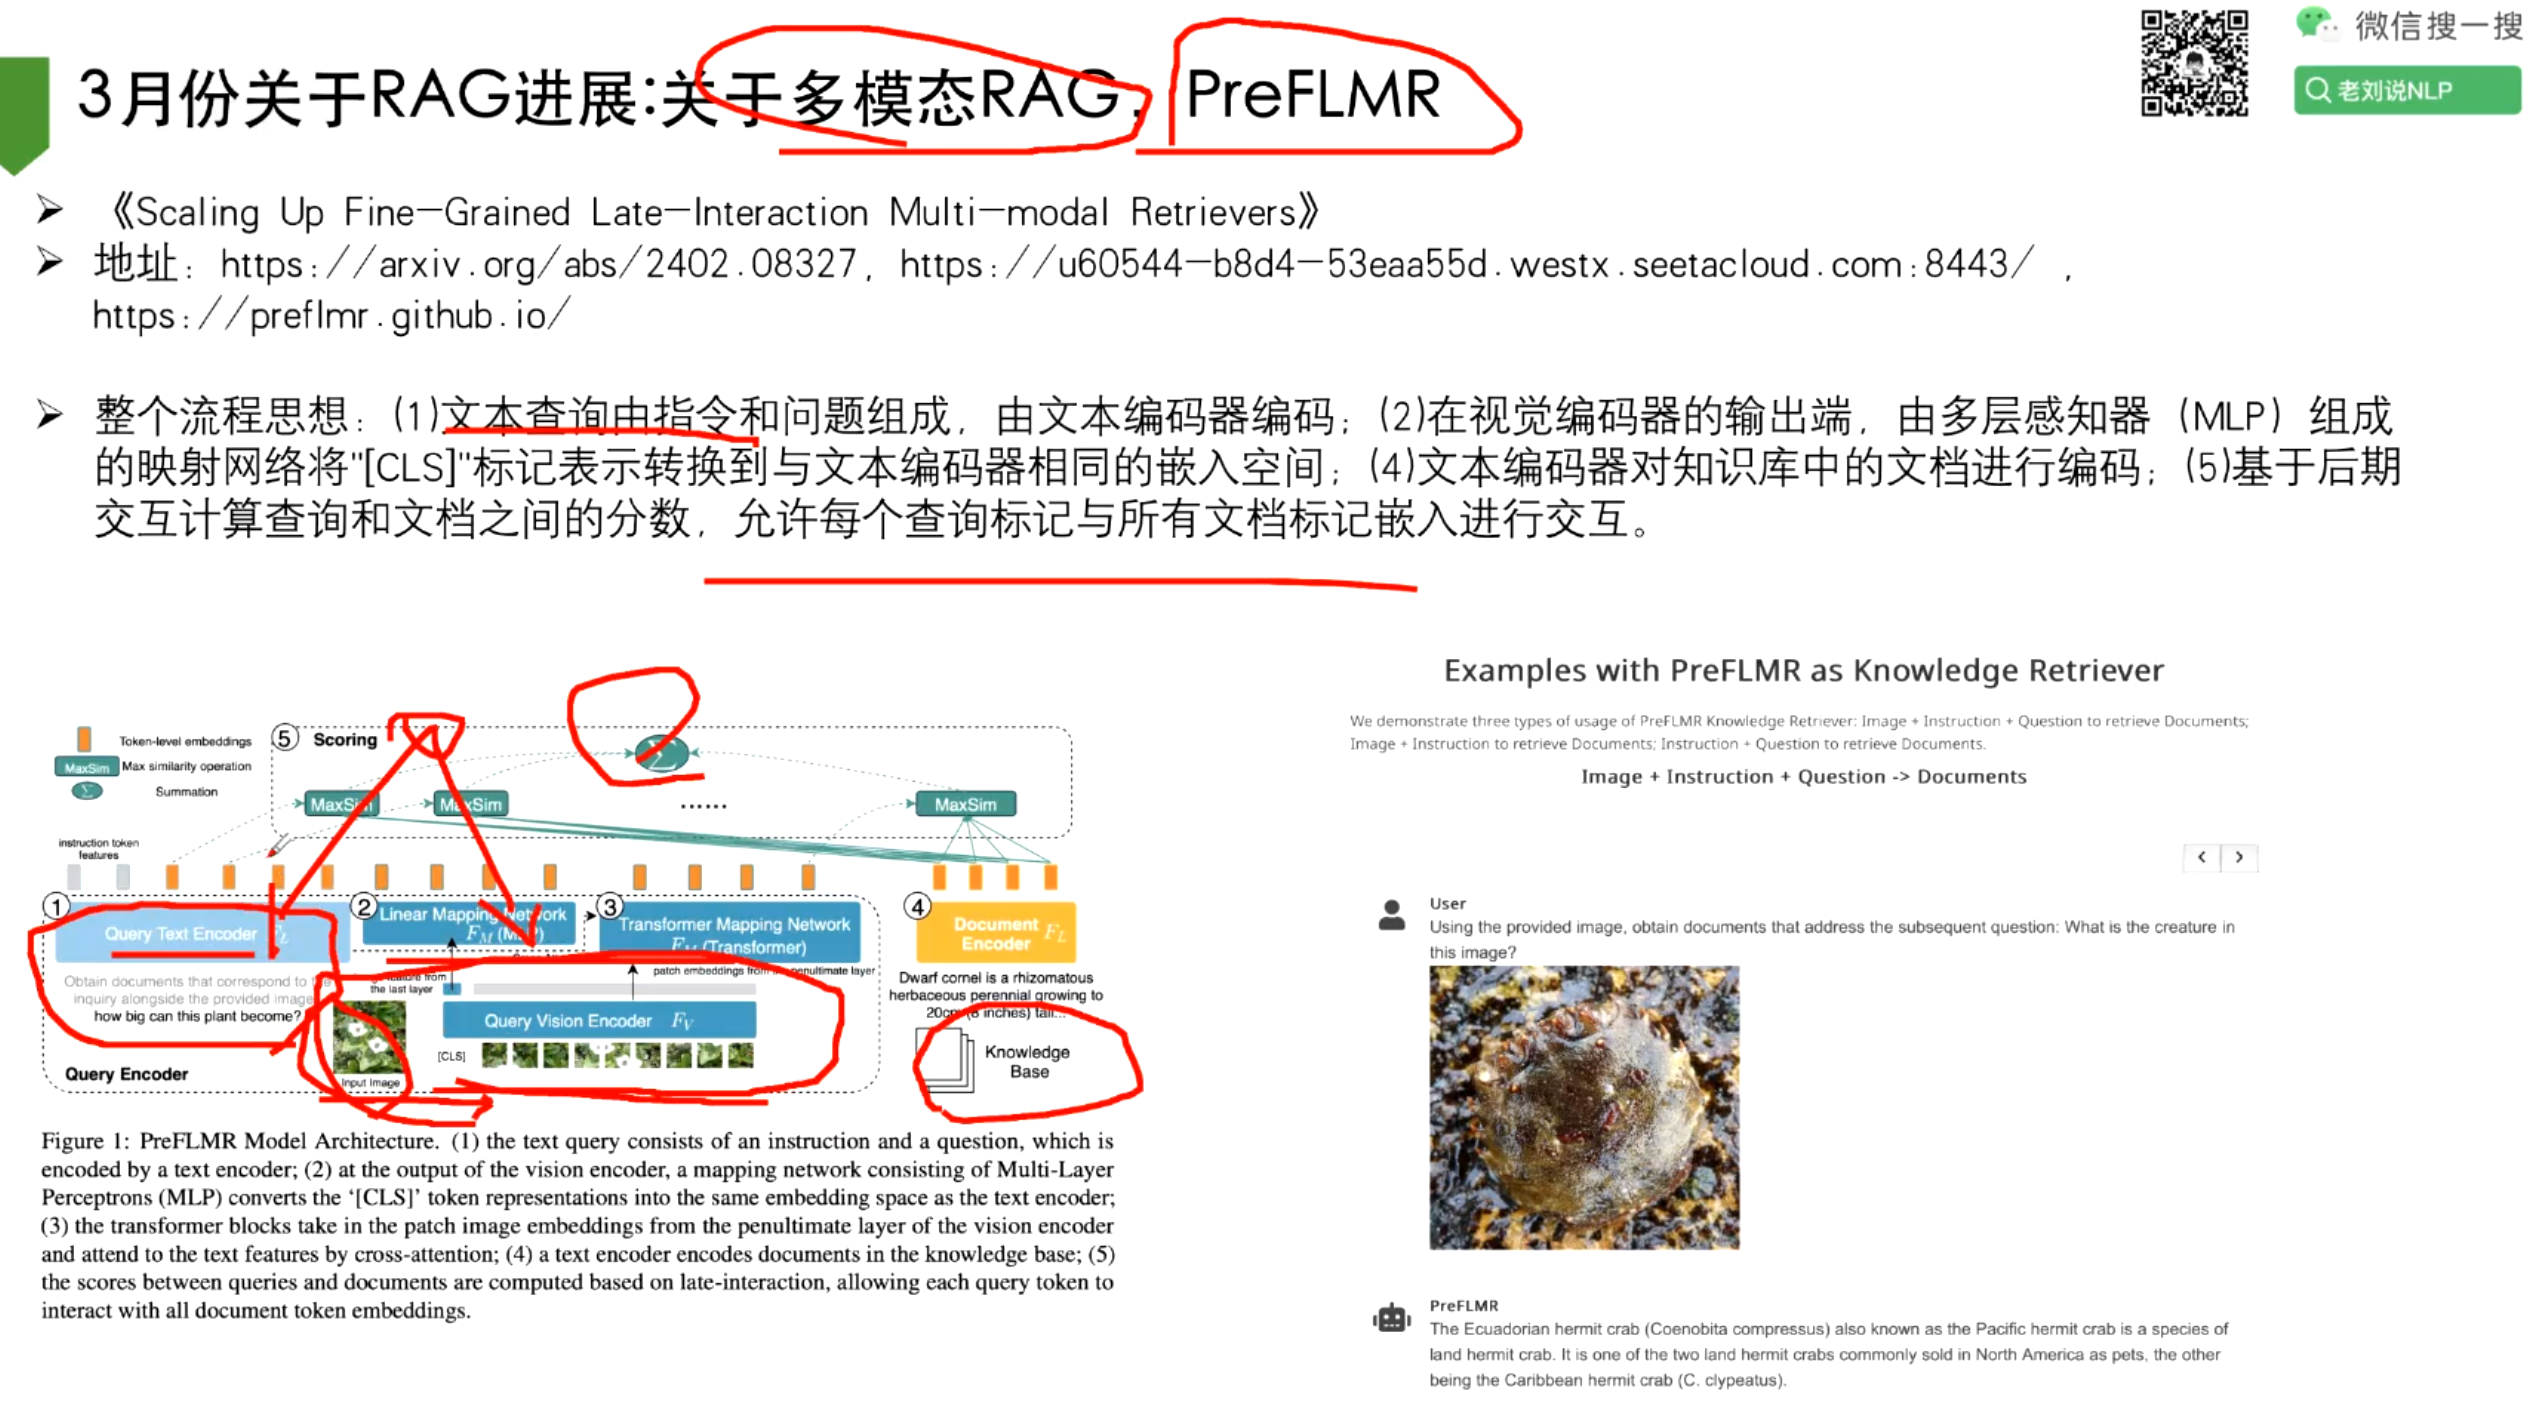 微信搜一搜
老刘说NLP
3月份关于RAG进展:关于多模态RAG, PreFLMR
《Scaling Up Fine-Grained Late-Interaction Multi-modal Retrievers》
地址: https://arxiv.org/abs/2402.08327, https://u60544-b8d4-53eaa55d.westx.seetacloud.com:8443/ ,
https://preflmr.github.io/
整个流程思想: (1)文本查询由指令和问题组成, 由文本编码器编码; (2)在视觉编码器的输出端, 由多层感知器 (MLP) 组成
的映射网络将"[CLS]"标记表示转换到与文本编码器相同的嵌入空间; (4)文本编码器对知识库中的文档进行编码; (5)基于后期
交互计算查询和文档之间的分数, 允许每个查询标记与所有文档标记嵌入进行交互。
Token-level embeddings
MaxSim Max similarity operation
Σ Summation
5 Scoring
Σ
MaxSim MaxSim ...... MaxSim
instruction token
features
1 Query Text Encoder
Obtain documents that correspond to
inquiry alongside the provided image
how big can this plant become?
2 Linear Mapping Network
F_M
the last layer
3 Transformer Mapping Network
(Transformer)
patch embeddings from penultimate layer
Query Vision Encoder F_V
[CLS]
Input Image
Query Encoder
4 Document
Encoder F_L
Dwarf cornel is a rhizomatous
herbaceous perennial growing to
inches) tall...
Knowledge
Base
Figure 1: PreFLMR Model Architecture. (1) the text query consists of an instruction and a question, which is
encoded by a text encoder; (2) at the output of the vision encoder, a mapping network consisting of Multi-Layer
Perceptrons (MLP) converts the ‘[CLS]’ token representations into the same embedding space as the text encoder;
(3) the transformer blocks take in the patch image embeddings from the penultimate layer of the vision encoder
and attend to the text features by cross-attention; (4) a text encoder encodes documents in the knowledge base; (5)
the scores between queries and documents are computed based on late-interaction, allowing each query token to
interact with all document token embeddings.
Examples with PreFLMR as Knowledge Retriever
We demonstrate three types of usage of PreFLMR Knowledge Retriever: Image + Instruction + Question to retrieve Documents;
Image + Instruction to retrieve Documents; Instruction + Question to retrieve Documents.
Image + Instruction + Question -> Documents
User
Using the provided image, obtain documents that address the subsequent question: What is the creature in
this image?
PreFLMR
The Ecuadorian hermit crab (Coenobita compressus) also known as the Pacific hermit crab is a species of
land hermit crab. It is one of the two land hermit crabs commonly sold in North America as pets, the other
being the Caribbean hermit crab (C. clypeatus).